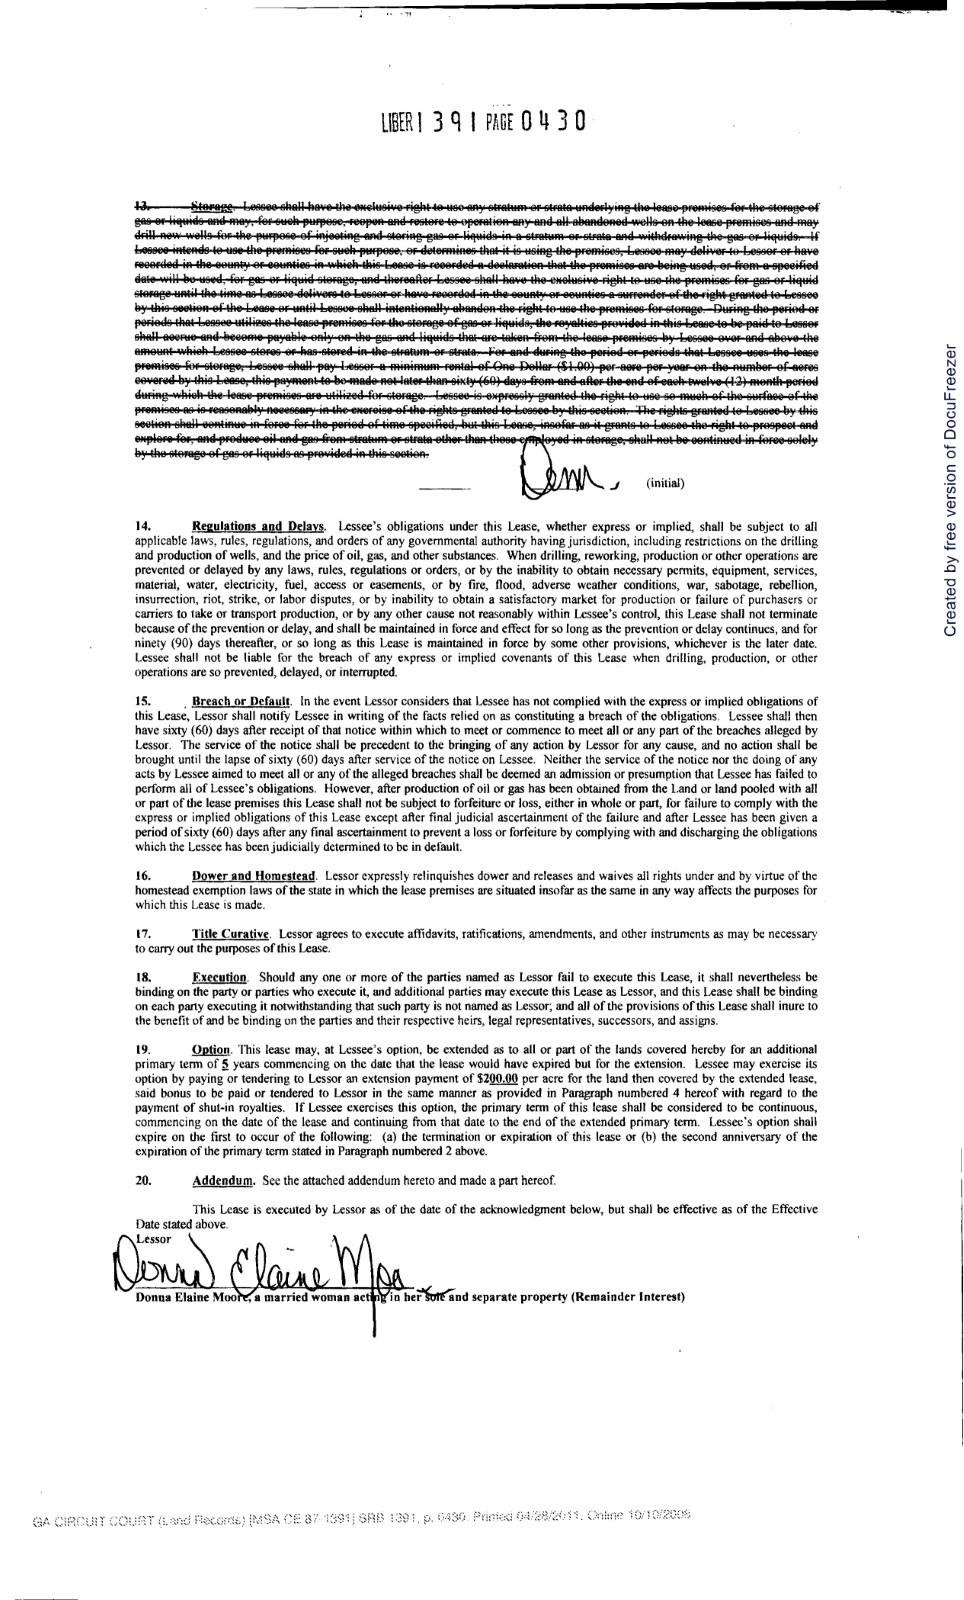 LIBER 1391 PAGE 0430
13. Storage. Lessee shall have the exclusive right to use any stratum or strata underlying the lease premises for the storage of
gas or liquids and may, for such purpose, reopen and restore to operation any and all abandoned wells on the lease premises and may
drill new wells for the purpose of injecting and storing gas or liquids in a stratum or strata and withdrawing the gas or liquids. If
Lessee intends to use the premises for such purpose, or determines that it is using the premises, Lessee may deliver to Lessor or have
recorded in the county or counties in which this Lease is recorded a declaration that the premises are being used, or from a specified
date will be used, for gas or liquid storage, and thereafter Lessee shall have the exclusive right to use the premises for gas or liquid
storage until the time as Lessee delivers to Lessor or have recorded in the county or counties a surrender of the right granted to Lessee
by this section of the Lease or until Lessee shall intentionally abandon the right to use the premises for storage. During the period or
periods that Lessee utilizes the lease premises for the storage of gas or liquids, the royalties provided in this Lease to be paid to Lessor
shall accrue and become payable only on the gas and liquids that are taken from the lease premises by Lessee over and above the
amount which Lessee stores or has stored in the stratum or strata. For and during the period or periods that Lessee uses the lease
premises for storage, Lessee shall pay Lessor a minimum rental of One Dollar ($1.00) per acre per year on the number of acres
covered by this Lease, this payment to be made not later than sixty (60) days from and after the end of each twelve (12) month period
during which the lease premises are utilized for storage. Lessee is expressly granted the right to use so much of the surface of the
premises as is reasonably necessary in the exercise of the rights granted to Lessee by this section. The rights granted to Lessee by this
section shall continue in force for the period of time specified, but this Lease, insofar as it grants to Lessee the right to prospect and
explore for, and produce oil and gas from stratum or strata other than those employed in storage, shall not be continued in force solely
by the storage of gas or liquids as provided in this section.
(initial)
14. Regulations and Delays. Lessee's obligations under this Lease, whether express or implied, shall be subject to all
applicable laws, rules, regulations, and orders of any governmental authority having jurisdiction, including restrictions on the drilling
and production of wells, and the price of oil, gas, and other substances. When drilling, reworking, production or other operations are
prevented or delayed by any laws, rules, regulations or orders, or by the inability to obtain necessary permits, equipment, services,
material, water, electricity, fuel, access or easements, or by fire, flood, adverse weather conditions, war, sabotage, rebellion,
insurrection, riot, strike, or labor disputes, or by inability to obtain a satisfactory market for production or failure of purchasers or
carriers to take or transport production, or by any other cause not reasonably within Lessee's control, this Lease shall not terminate
because of the prevention or delay, and shall be maintained in force and effect for so long as the prevention or delay continues, and for
ninety (90) days thereafter, or so long as this Lease is maintained in force by some other provisions, whichever is the later date.
Lessee shall not be liable for the breach of any express or implied covenants of this Lease when drilling, production, or other
operations are so prevented, delayed, or interrupted.
15. Breach or Default. In the event Lessor considers that Lessee has not complied with the express or implied obligations of
this Lease, Lessor shall notify Lessee in writing of the facts relied on as constituting a breach of the obligations. Lessee shall then
have sixty (60) days after receipt of that notice within which to meet or commence to meet all or any part of the breaches alleged by
Lessor. The service of the notice shall be precedent to the bringing of any action by Lessor for any cause, and no action shall be
brought until the lapse of sixty (60) days after service of the notice on Lessee. Neither the service of the notice nor the doing of any
acts by Lessee aimed to meet all or any of the alleged breaches shall be deemed an admission or presumption that Lessee has failed to
perform all of Lessee's obligations. However, after production of oil or gas has been obtained from the Land or land pooled with all
or part of the lease premises this Lease shall not be subject to forfeiture or loss, either in whole or part, for failure to comply with the
express or implied obligations of this Lease except after final judicial ascertainment of the failure and after Lessee has been given a
period of sixty (60) days after any final ascertainment to prevent a loss or forfeiture by complying with and discharging the obligations
which the Lessee has been judicially determined to be in default.
16. Dower and Homestead. Lessor expressly relinquishes dower and releases and waives all rights under and by virtue of the
homestead exemption laws of the state in which the lease premises are situated insofar as the same in any way affects the purposes for
which this Lease is made.
17. Title Curative. Lessor agrees to execute affidavits, ratifications, amendments, and other instruments as may be necessary
to carry out the purposes of this Lease.
18. Execution. Should any one or more of the parties named as Lessor fail to execute this Lease, it shall nevertheless be
binding on the party or parties who execute it, and additional parties may execute this Lease as Lessor, and this Lease shall be binding
on each party executing it notwithstanding that such party is not named as Lessor; and all of the provisions of this Lease shall inure to
the benefit of and be binding on the parties and their respective heirs, legal representatives, successors, and assigns.
19. Option. This lease may, at Lessee's option, be extended as to all or part of the lands covered hereby for an additional
primary term of 5 years commencing on the date that the lease would have expired but for the extension. Lessee may exercise its
option by paying or tendering to Lessor an extension payment of $200.00 per acre for the land then covered by the extended lease,
said bonus to be paid or tendered to Lessor in the same manner as provided in Paragraph numbered 4 hereof with regard to the
payment of shut-in royalties. If Lessee exercises this option, the primary term of this lease shall be considered to be continuous,
commencing on the date of the lease and continuing from that date to the end of the extended primary term. Lessee's option shall
expire on the first to occur of the following: (a) the termination or expiration of this lease or (b) the second anniversary of the
expiration of the primary term stated in Paragraph numbered 2 above.
20. Addendum. See the attached addendum hereto and made a part hereof.
This Lease is executed by Lessor as of the date of the acknowledgment below, but shall be effective as of the Effective
Date stated above.
Lessor
Donna Elaine Moore
Donna Elaine Moore, a married woman acting in her sole and separate property (Remainder Interest)
GA CIRCUIT COURT (Land Records) [MSA CE 87-1391] SRB 1391, p. 0430. Printed 04/28/2011. Online 10/10/2008
Created by free version of DocuFreezer